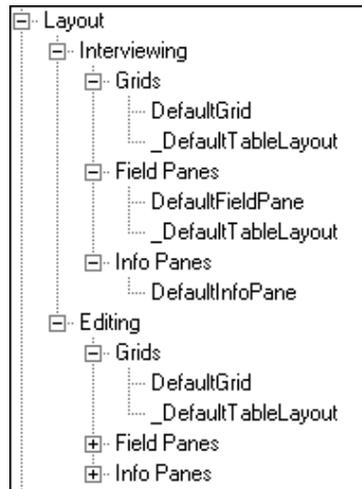 Layout
Interviewing
Grids
DefaultGrid
_DefaultTableLayout
Field Panes
DefaultFieldPane
_DefaultTableLayout
Info Panes
DefaultInfoPane
Editing
Grids
DefaultGrid
_DefaultTableLayout
Field Panes
Info Panes